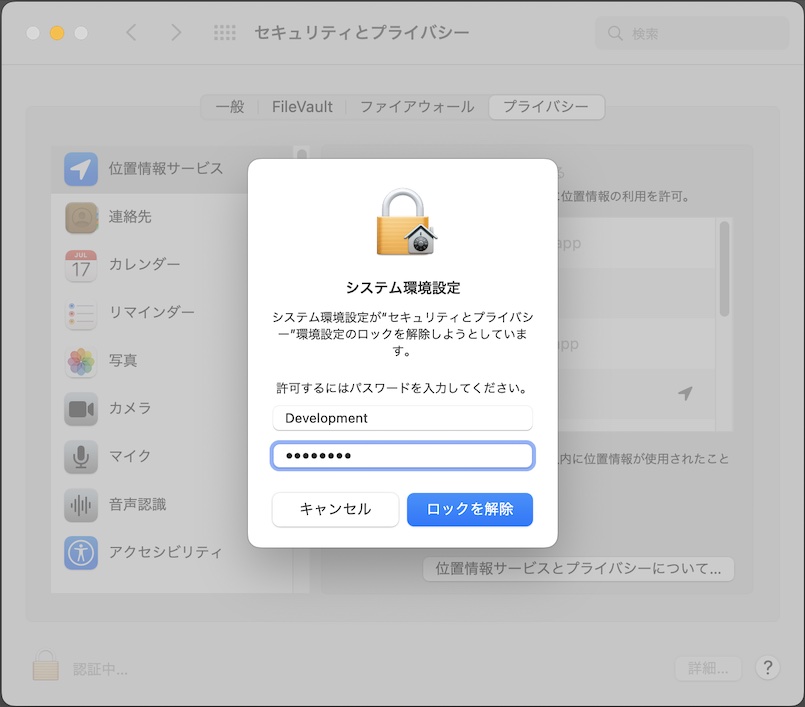 セキュリティとプライバシー
検索
一般
FileVault
ファイアウォール
プライバシー
位置情報サービス
連絡先
JUL
17
カレンダー
リマインダー
写真
カメラ
マイク
音声認識
アクセシビリティ
位置情報の利用を許可。
app
app
内に位置情報が使用されたこと
位置情報サービスとプライバシーについて...
システム環境設定
システム環境設定が“セキュリティとプライバシ
ー”環境設定のロックを解除しようとしていま
す。
許可するにはパスワードを入力してください。
Development
••••••••
キャンセル
ロックを解除
認証中...
詳細...
?